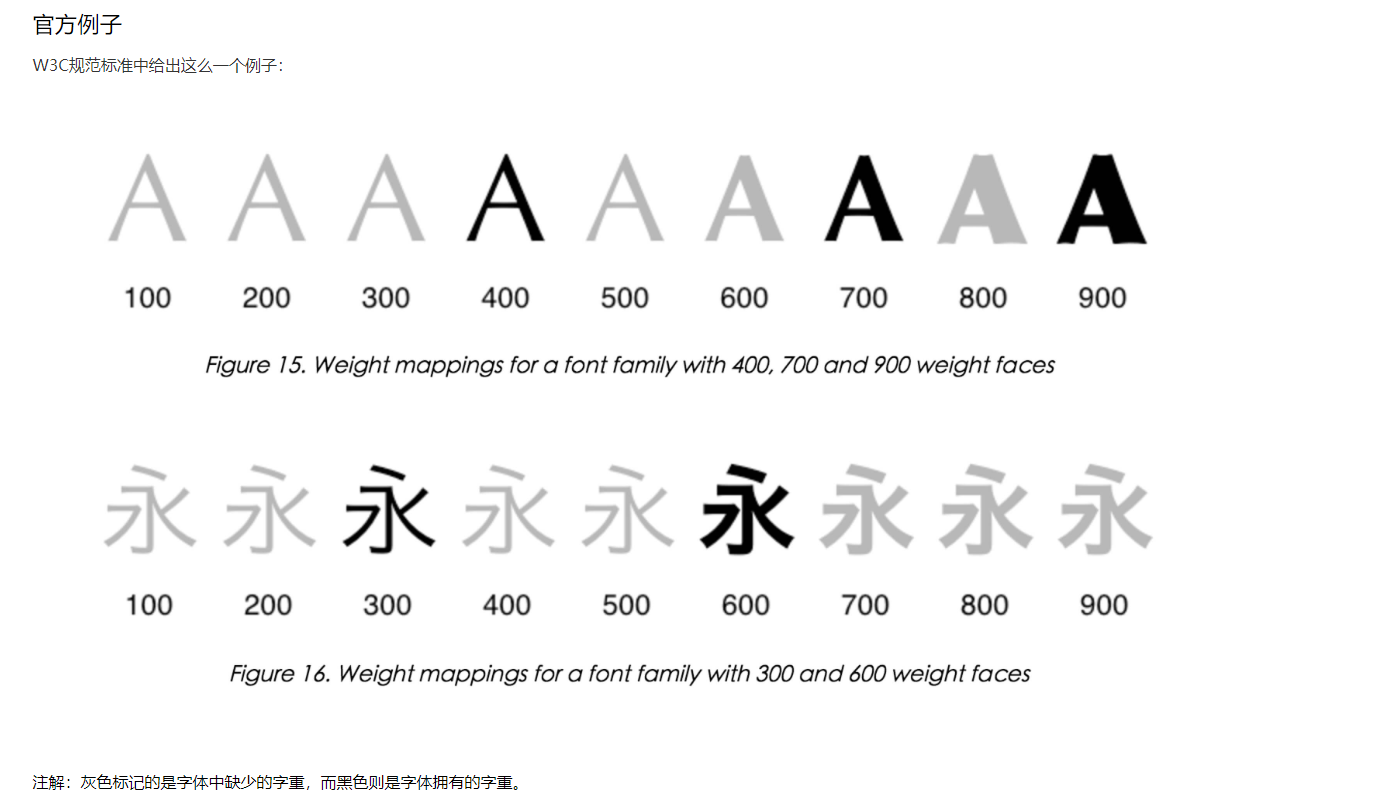 官方例子
W3C规范标准中给出这么一个例子：
A A A A A A A A A
100 200 300 400 500 600 700 800 900
Figure 15. Weight mappings for a font family with 400, 700 and 900 weight faces
永 永 永 永 永 永 永 永 永
100 200 300 400 500 600 700 800 900
Figure 16. Weight mappings for a font family with 300 and 600 weight faces
注解：灰色标记的是字体中缺少的字重，而黑色则是字体拥有的字重。